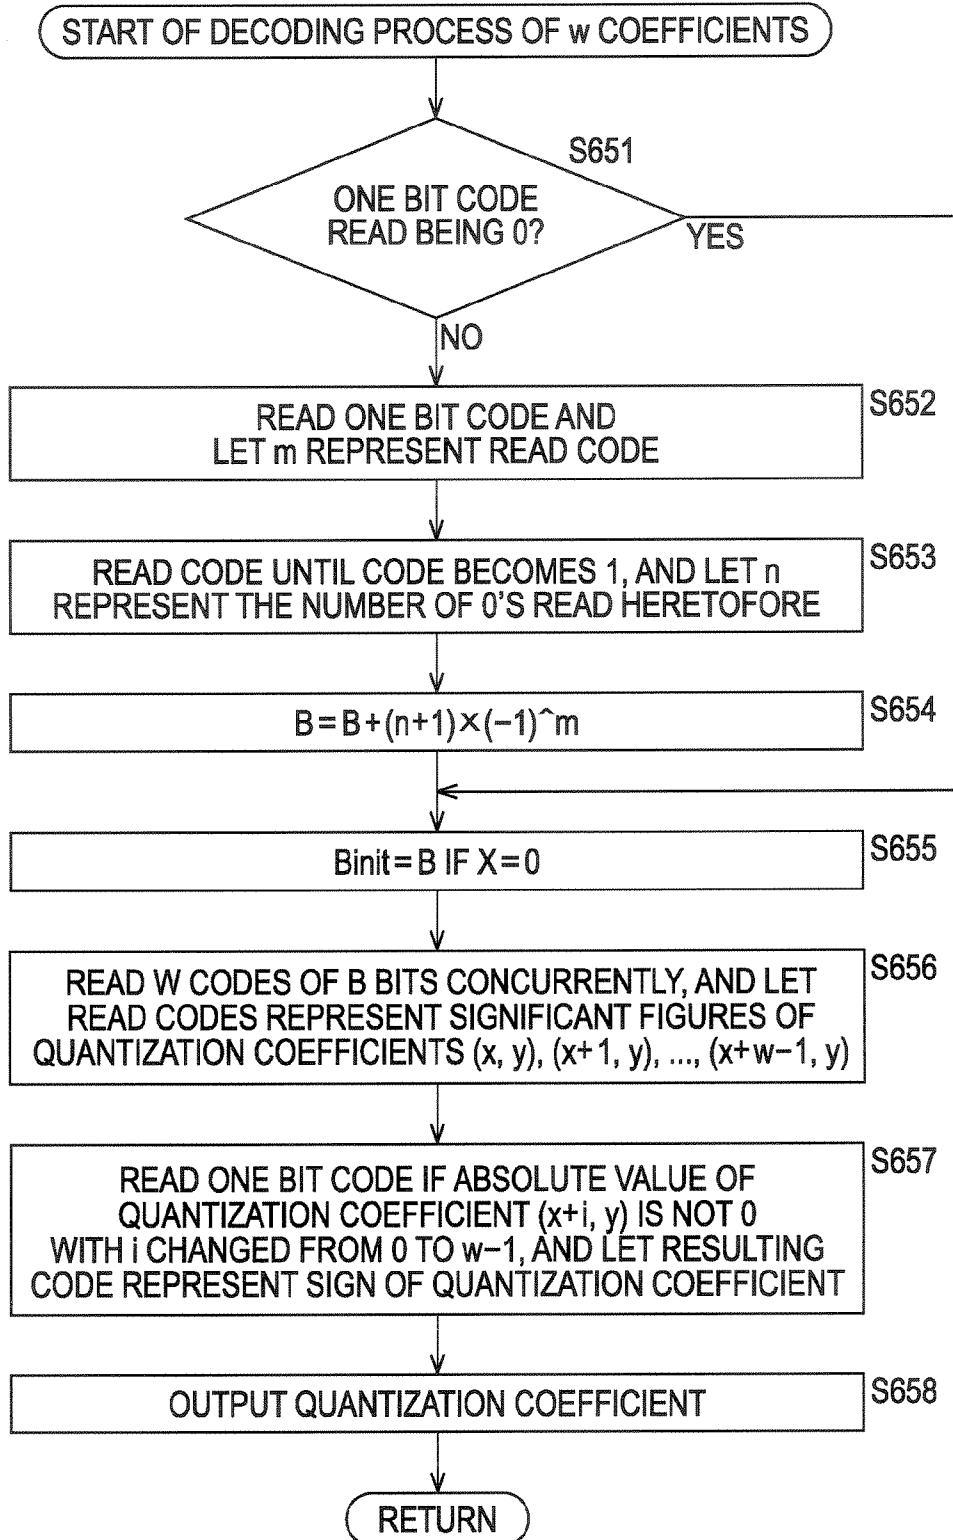 START OF DECODING PROCESS OF w COEFFICIENTS
S651
ONE BIT CODE
READ BEING 0?
YES
NO
S652
READ ONE BIT CODE AND
LET m REPRESENT READ CODE
S653
READ CODE UNTIL CODE BECOMES 1, AND LET n
REPRESENT THE NUMBER OF 0'S READ HERETOFORE
S654
B=B+(n+1)×(−1)^m
S655
Binit=B IF X=0
S656
READ W CODES OF B BITS CONCURRENTLY, AND LET
READ CODES REPRESENT SIGNIFICANT FIGURES OF
QUANTIZATION COEFFICIENTS (x, y), (x+1, y), ..., (x+w−1, y)
S657
READ ONE BIT CODE IF ABSOLUTE VALUE OF
QUANTIZATION COEFFICIENT (x+i, y) IS NOT 0
WITH i CHANGED FROM 0 TO w−1, AND LET RESULTING
CODE REPRESENT SIGN OF QUANTIZATION COEFFICIENT
S658
OUTPUT QUANTIZATION COEFFICIENT
RETURN